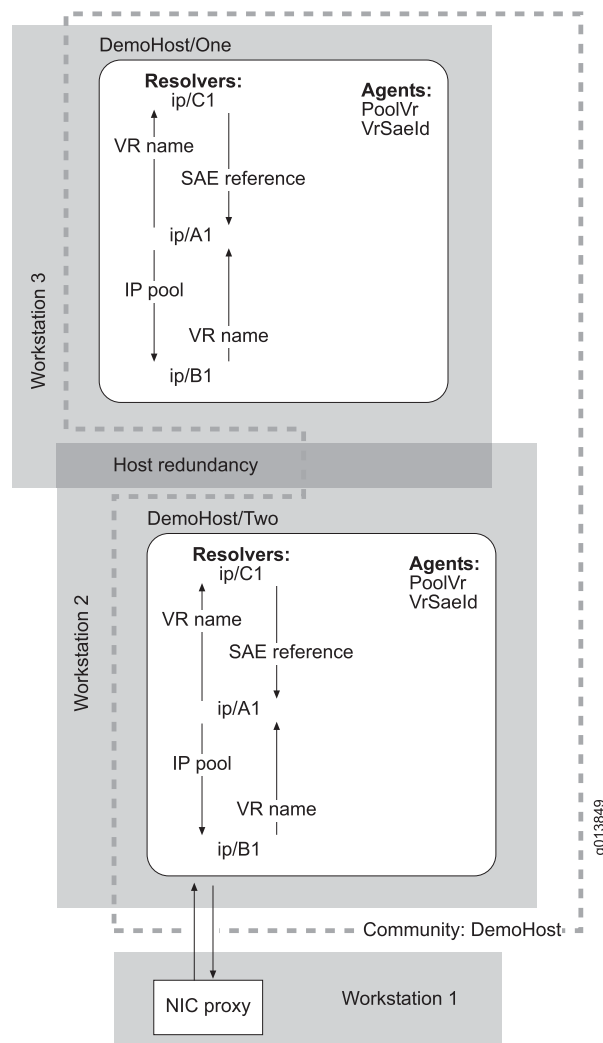 DemoHost/One
Resolvers:
ip/C1
Agents:
PoolVr
VrSaeId
VR name
SAE reference
ip/A1
IP pool
VR name
ip/B1
Workstation 3
Host redundancy
DemoHost/Two
Resolvers:
ip/C1
Agents:
PoolVr
VrSaeId
VR name
SAE reference
ip/A1
IP pool
VR name
ip/B1
Workstation 2
g013849
Community: DemoHost
NIC proxy
Workstation 1